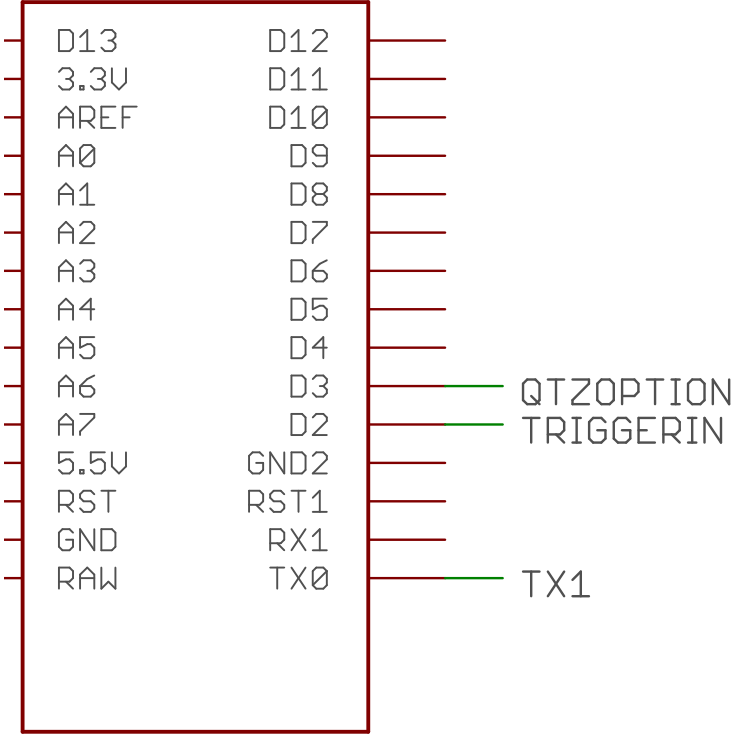 D13 D12
3.3V D11
AREF D10
A0 D9
A1 D8
A2 D7
A3 D6
A4 D5
A5 D4
A6 D3 QTZOPTION
A7 D2 TRIGGERIN
5.5V GND2
RST RST1
GND RX1
RAW TX0 TX1